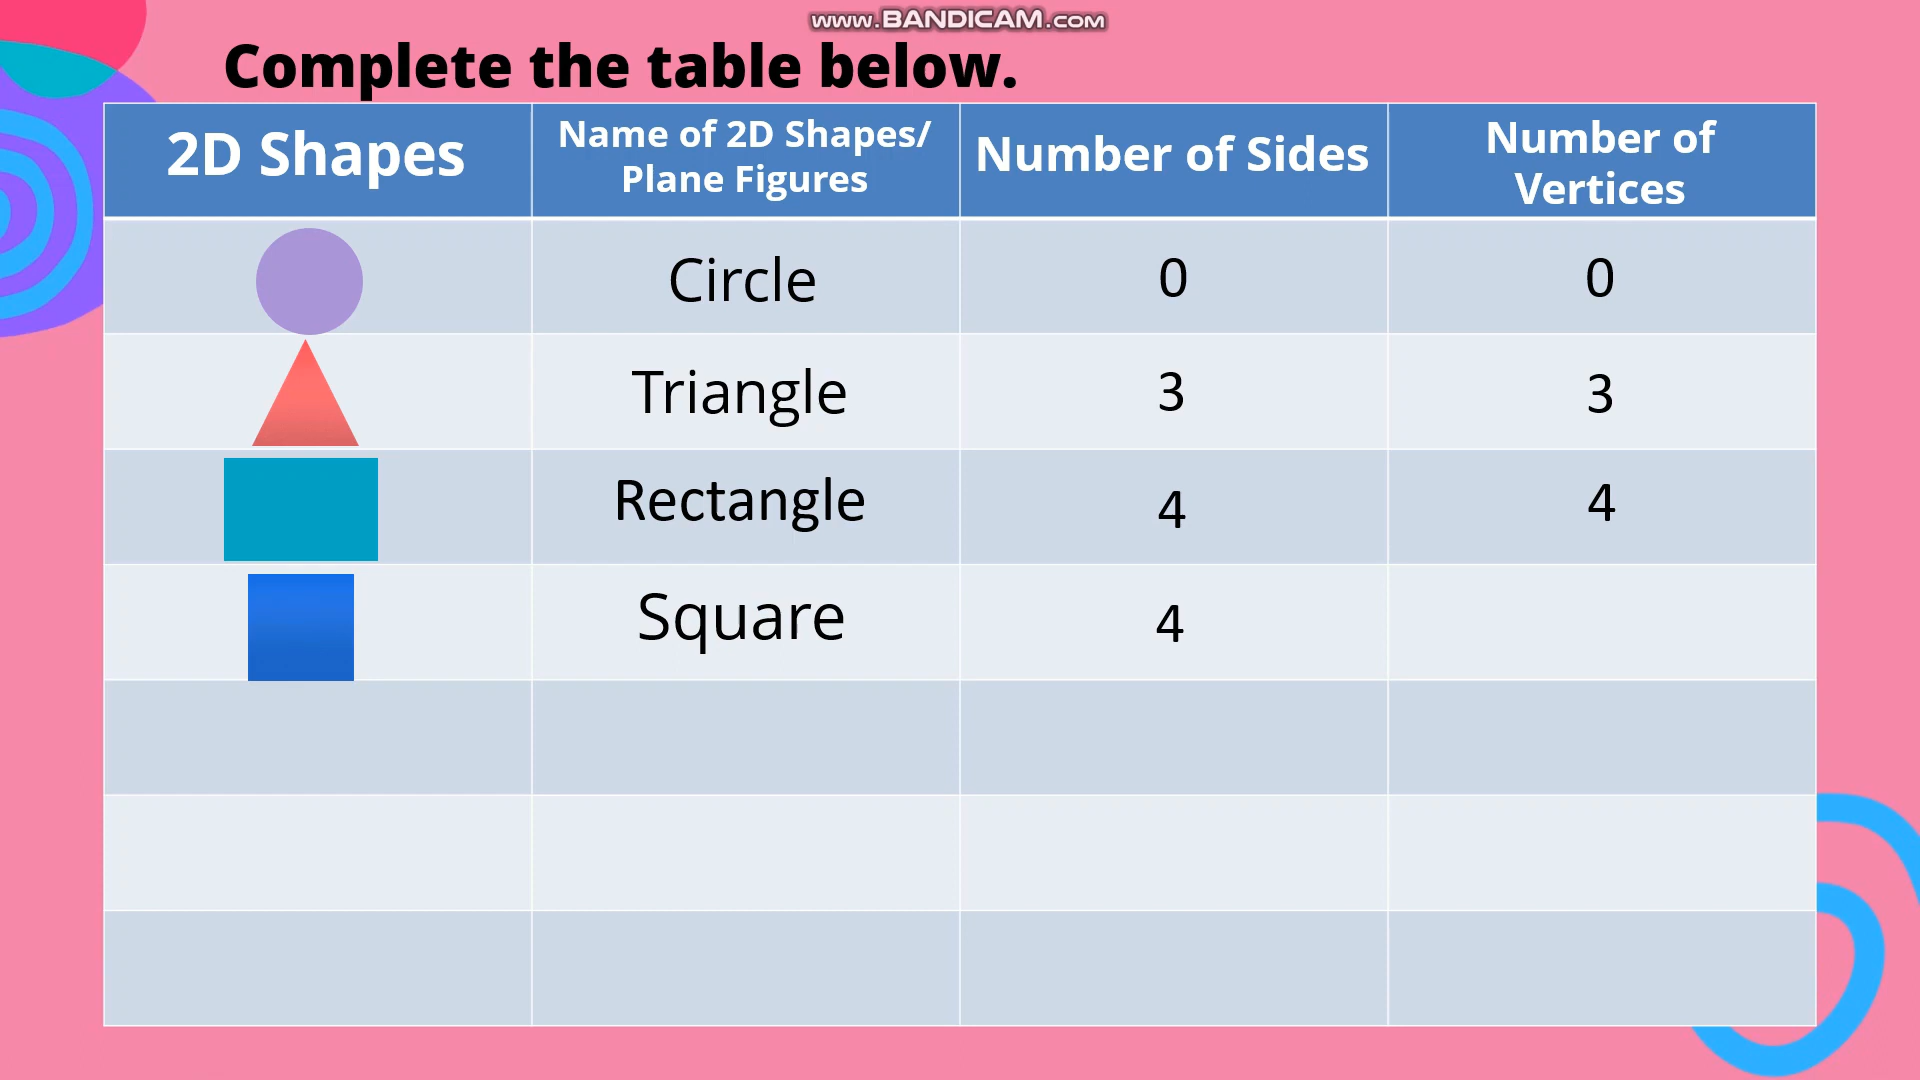 www.BANDICAM.com
Complete the table below.
2D Shapes
Name of 2D Shapes/
Plane Figures
Number of Sides
Number of
Vertices
Circle
0
0
Triangle
3
3
Rectangle
4
4
Square
4